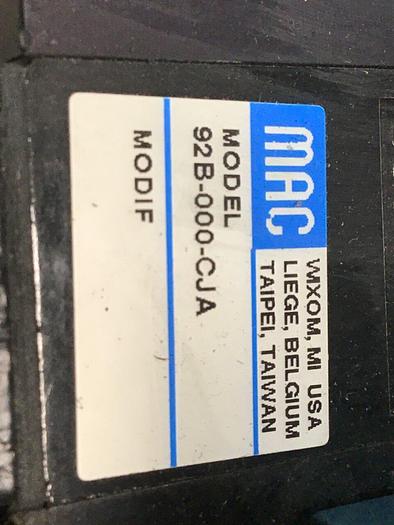 MAC
WIXOM, MI USA
LIEGE, BELGIUM
TAIPEI, TAIWAN
MODEL
92B-000-CJA
MODIF